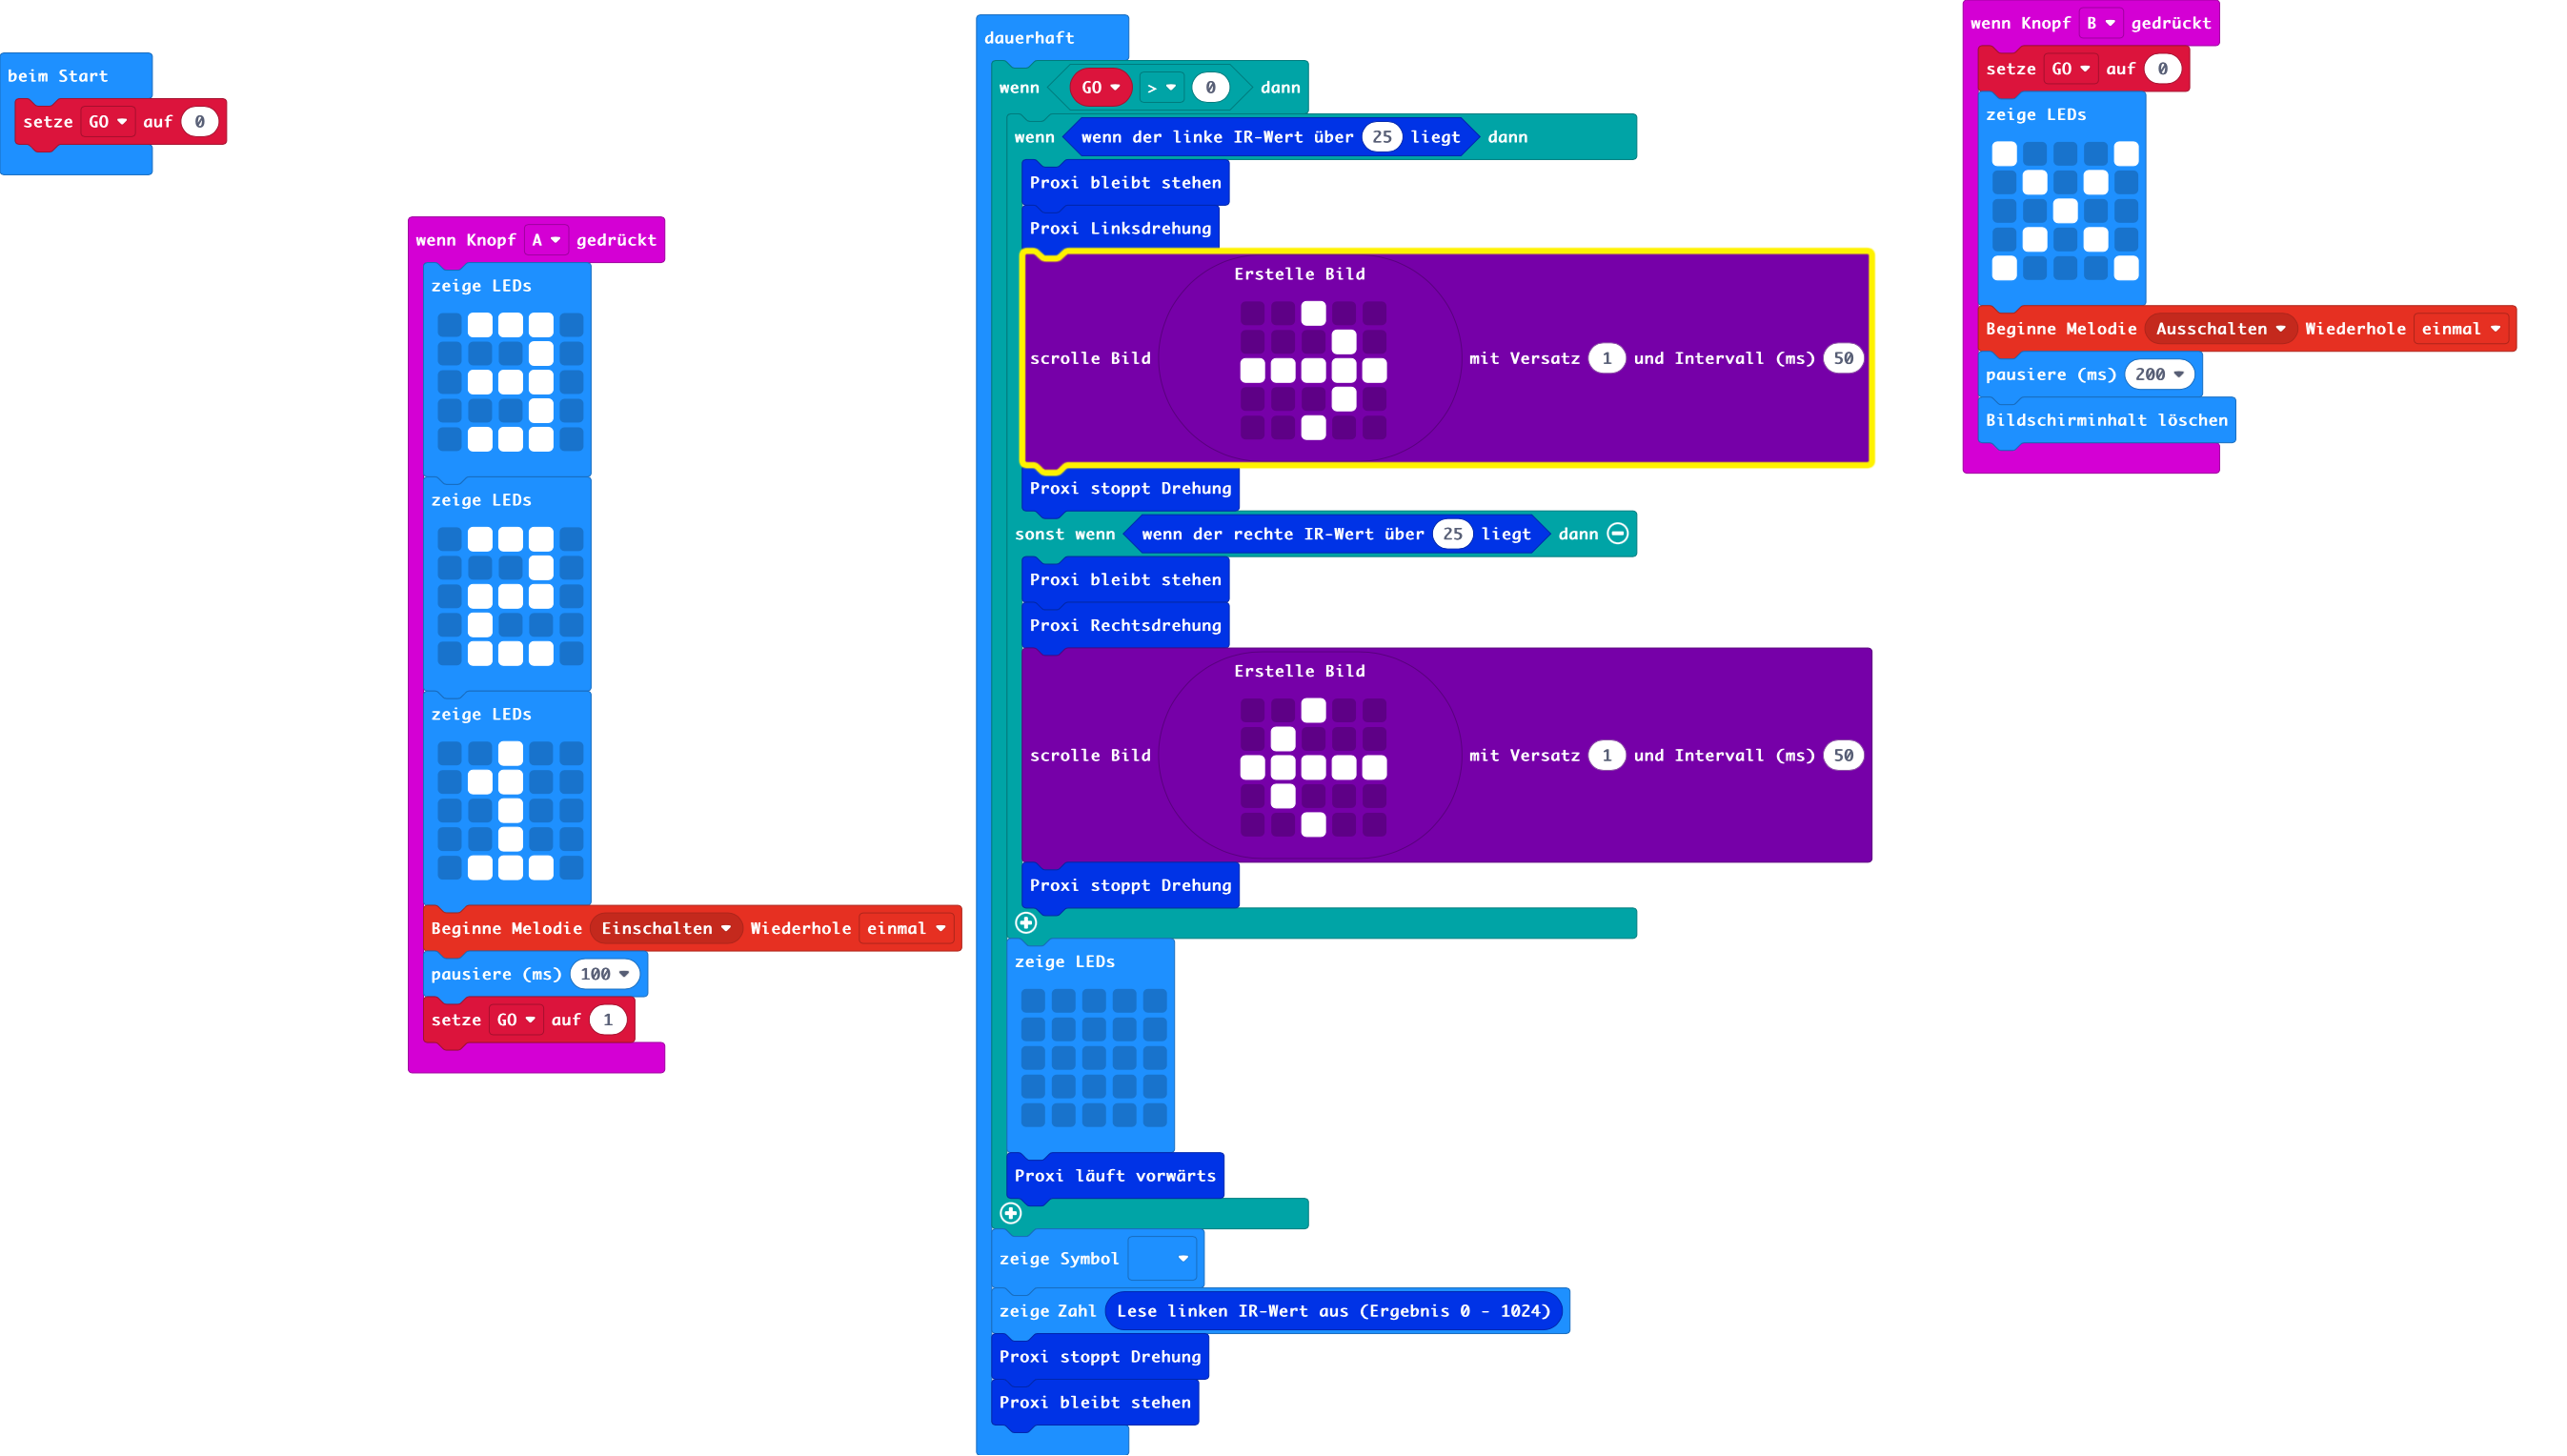 beim Start
setze GO auf 0
wenn Knopf A gedrückt
zeige LEDs
zeige LEDs
zeige LEDs
Beginne Melodie Einschalten Wiederhole einmal
pausiere (ms) 100
setze GO auf 1
dauerhaft
wenn GO > 0 dann
wenn wenn der linke IR-Wert über 25 liegt dann
Proxi bleibt stehen
Proxi Linksdrehung
Erstelle Bild
scrolle Bild mit Versatz 1 und Intervall (ms) 50
Proxi stoppt Drehung
sonst wenn wenn der rechte IR-Wert über 25 liegt dann
Proxi bleibt stehen
Proxi Rechtsdrehung
Erstelle Bild
scrolle Bild mit Versatz 1 und Intervall (ms) 50
Proxi stoppt Drehung
zeige LEDs
Proxi läuft vorwärts
zeige Symbol
zeige Zahl Lese linken IR-Wert aus (Ergebnis 0 - 1024)
Proxi stoppt Drehung
Proxi bleibt stehen
wenn Knopf B gedrückt
setze GO auf 0
zeige LEDs
Beginne Melodie Ausschalten Wiederhole einmal
pausiere (ms) 200
Bildschirminhalt löschen